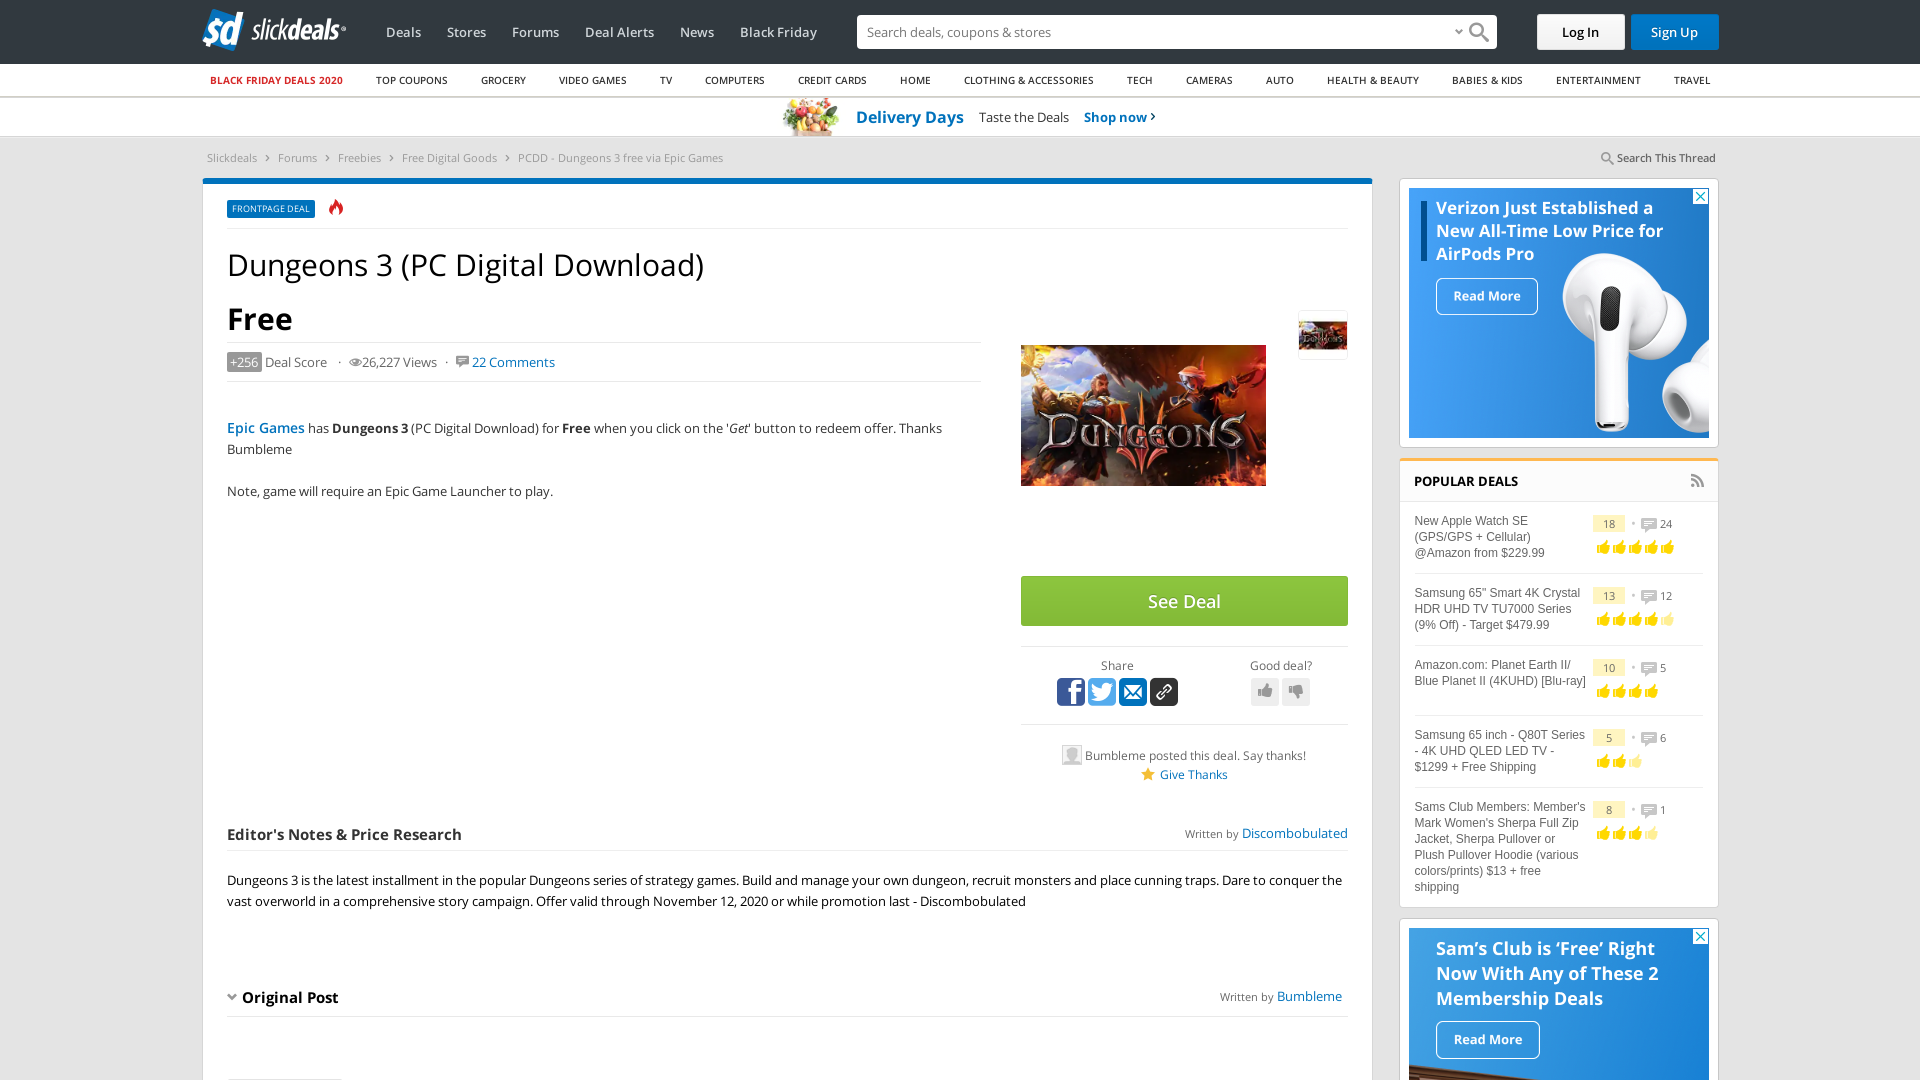 sd slickdeals
Deals
Stores
Forums
Deal Alerts
News
Black Friday
Search deals, coupons & stores
Log In
Sign Up
BLACK FRIDAY DEALS 2020
TOP COUPONS
GROCERY
VIDEO GAMES
TV
COMPUTERS
CREDIT CARDS
HOME
CLOTHING & ACCESSORIES
TECH
CAMERAS
AUTO
HEALTH & BEAUTY
BABIES & KIDS
ENTERTAINMENT
TRAVEL
Delivery Days Taste the Deals Shop now
Slickdeals › Forums › Freebies › Free Digital Goods › PCDD - Dungeons 3 free via Epic Games
Search This Thread
FRONTPAGE DEAL
Dungeons 3 (PC Digital Download)
Free
+256 Deal Score · 26,227 Views · 22 Comments
Epic Games has Dungeons 3 (PC Digital Download) for Free when you click on the 'Get' button to redeem offer. Thanks
Bumbleme
Note, game will require an Epic Game Launcher to play.
DUNGEONS
DUNGEONS
See Deal
Share
Good deal?
Bumbleme posted this deal. Say thanks!
Give Thanks
Editor's Notes & Price Research
Written by Discombobulated
Dungeons 3 is the latest installment in the popular Dungeons series of strategy games. Build and manage your own dungeon, recruit monsters and place cunning traps. Dare to conquer the
vast overworld in a comprehensive story campaign. Offer valid through November 12, 2020 or while promotion last - Discombobulated
Original Post
Written by Bumbleme
Verizon Just Established a
New All-Time Low Price for
AirPods Pro
Read More
POPULAR DEALS
New Apple Watch SE
(GPS/GPS + Cellular)
@Amazon from $229.99
18 • 24
Samsung 65" Smart 4K Crystal
HDR UHD TV TU7000 Series
(9% Off) - Target $479.99
13 • 12
Amazon.com: Planet Earth II/
Blue Planet II (4KUHD) [Blu-ray]
10 • 5
Samsung 65 inch - Q80T Series
- 4K UHD QLED LED TV -
$1299 + Free Shipping
5 • 6
Sams Club Members: Member's
Mark Women's Sherpa Full Zip
Jacket, Sherpa Pullover or
Plush Pullover Hoodie (various
colors/prints) $13 + free
shipping
8 • 1
Sam's Club is 'Free' Right
Now With Any of These 2
Membership Deals
Read More